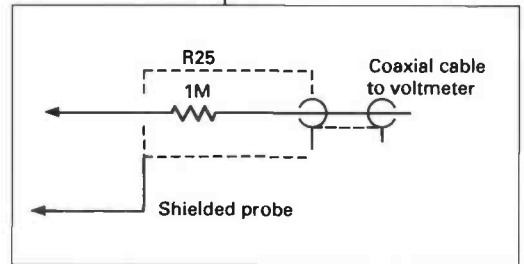 R25
1M
Coaxial cable
to voltmeter
Shielded probe